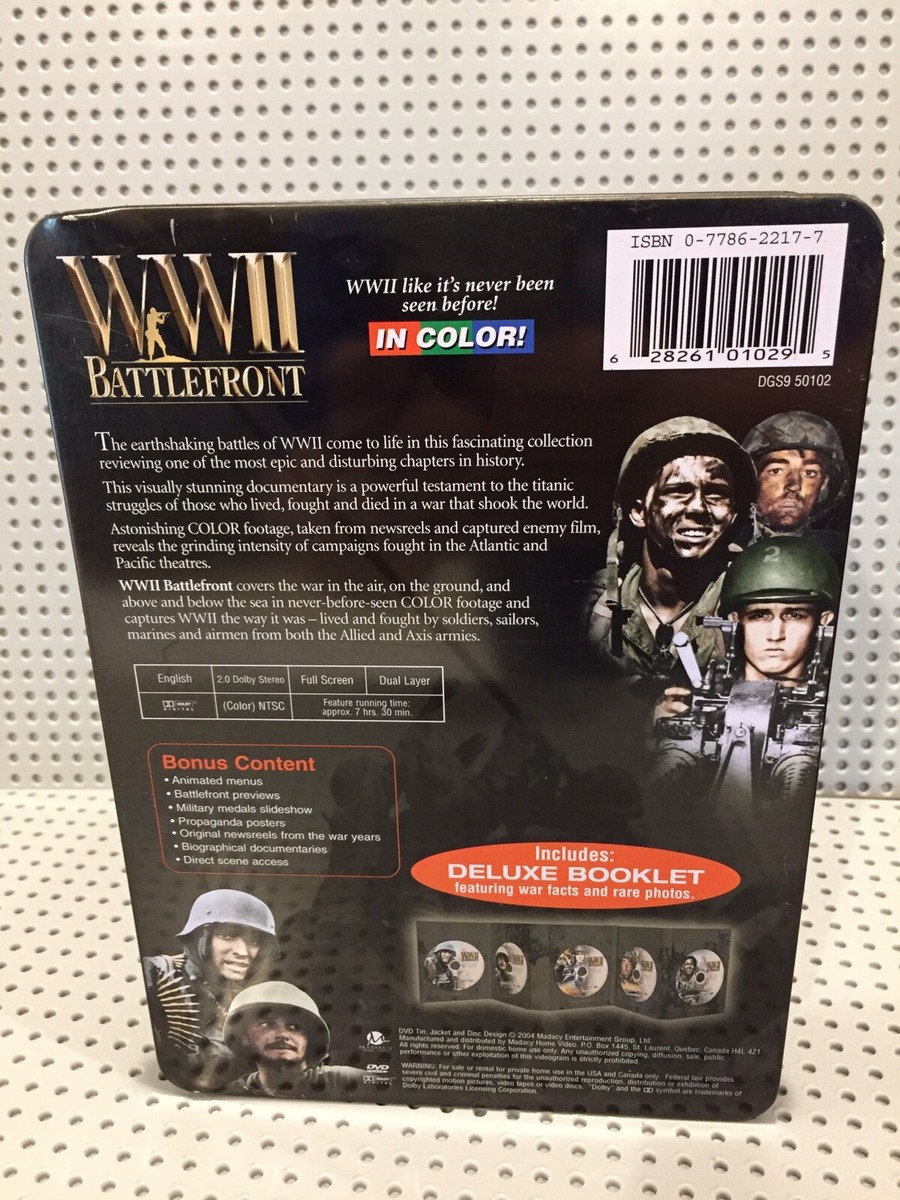 WWII
BATTLEFRONT
WWII like it's never been
seen before!
IN COLOR!
ISBN 0-7786-2217-7
6 28261 01029 5
DGS9 50102
The earthshaking battles of WWII come to life in this fascinating collection
reviewing one of the most epic and disturbing chapters in history.
This visually stunning documentary is a powerful testament to the titanic
struggles of those who lived, fought and died in a war that shook the world.
Astonishing COLOR footage, taken from newsreels and captured enemy film,
reveals the grinding intensity of campaigns fought in the Atlantic and
Pacific theatres.
WWII Battlefront covers the war in the air, on the ground, and
above and below the sea in never-before-seen COLOR footage and
captures WWII the way it was – lived and fought by soldiers, sailors,
marines and airmen from both the Allied and Axis armies.
2
English 2.0 Dolby Stereo Full Screen Dual Layer
DOLBY DIGITAL (Color) NTSC Feature running time:
approx. 7 hrs. 30 min.
Bonus Content
• Animated menus
• Battlefront previews
• Military medals slideshow
• Propaganda posters
• Original newsreels from the war years
• Biographical documentaries
• Direct scene access
Includes:
DELUXE BOOKLET
featuring war facts and rare photos.
DVD Tin, Jacket and Disc Design © 2004 Madacy Entertainment Group, Ltd.
Manufactured and distributed by Madacy Home Video, P.O. Box 1445, St. Laurent, Quebec, Canada H4L 4Z1
All rights reserved. For domestic home use only. Any unauthorized copying, diffusion, sale, public
performance or other exploitation of this videogram is strictly prohibited.
DVD
WARNING: For sale or rental for private home use in the USA and Canada only. Federal law provides
severe civil and criminal penalties for the unauthorized reproduction, distribution or exhibition of
copyrighted motion pictures, video tapes or video discs. "Dolby" and the symbol are trademarks of
Dolby Laboratories Licensing Corporation.